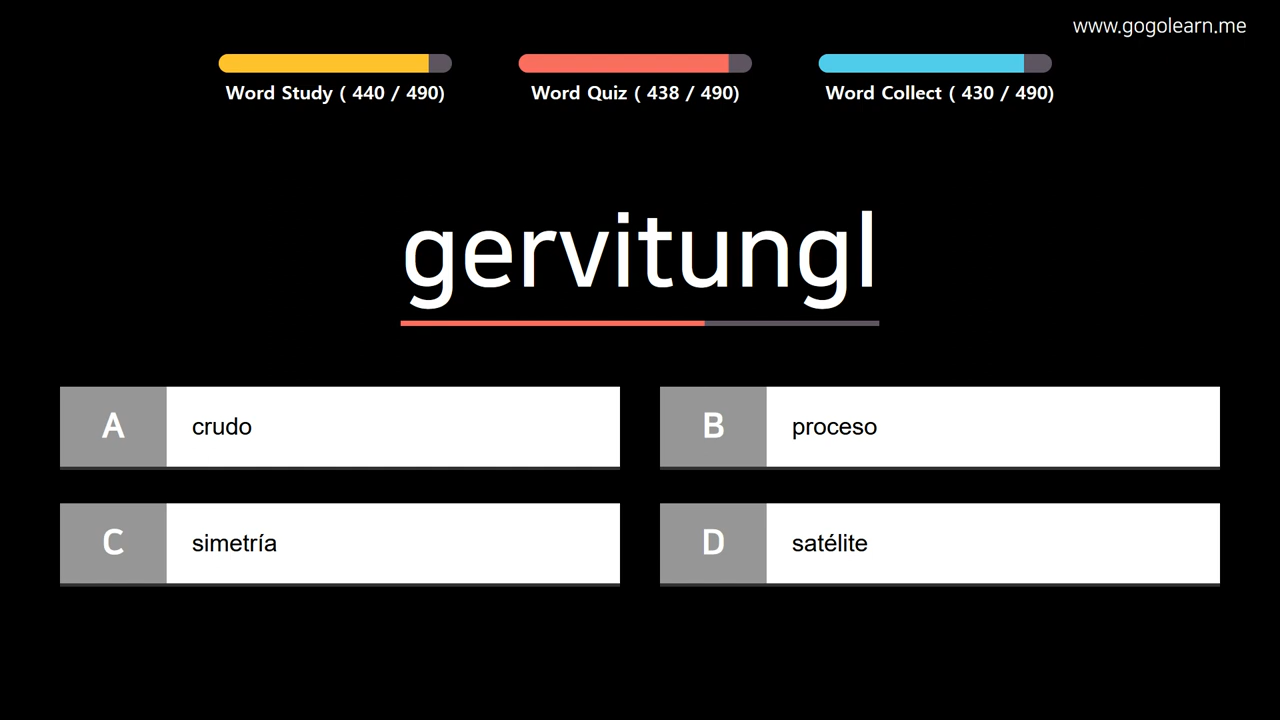 www.gogolearn.me
Word Study ( 440 / 490)
Word Quiz ( 438 / 490)
Word Collect ( 430 / 490)
gervitungl
A crudo
B proceso
C simetría
D satélite